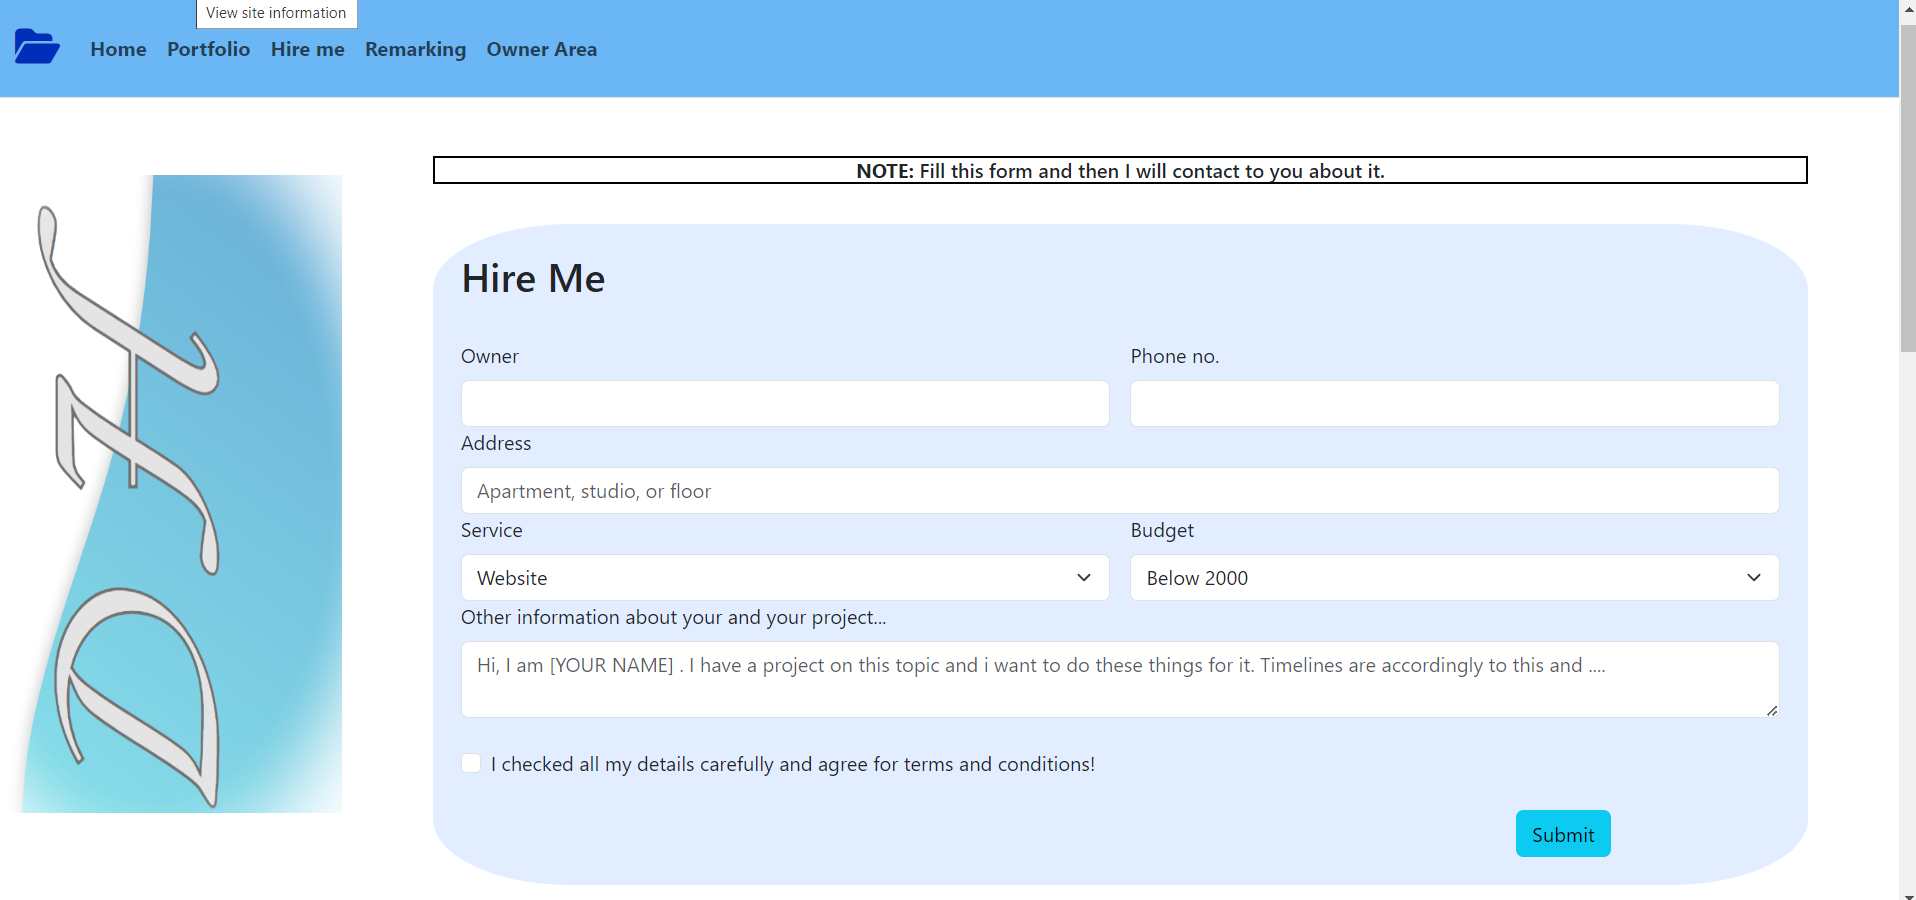 View site information
Home Portfolio Hire me Remarking Owner Area
NOTE: Fill this form and then I will contact to you about it.
DH
Hire Me
Owner Phone no.
Address
Apartment, studio, or floor
Service Budget
Website Below 2000
Other information about your and your project...
Hi, I am [YOUR NAME] . I have a project on this topic and i want to do these things for it. Timelines are accordingly to this and ....
I checked all my details carefully and agree for terms and conditions!
Submit